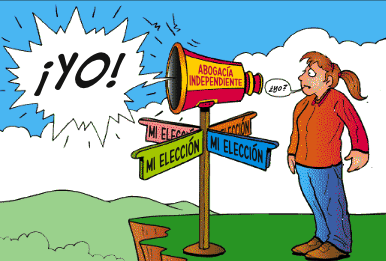 ¡YO!
ABOGACÍA
INDEPENDIENTE
¿YO?
MI ELECCIÓN
MI ELECCIÓN
MI ELECCIÓN